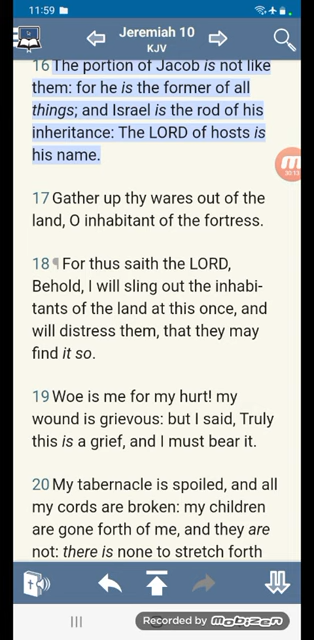 11:59
Jeremiah 10
KJV
16 The portion of Jacob is not like
them: for he is the former of all
things; and Israel is the rod of his
inheritance: The LORD of hosts is
his name.
17 Gather up thy wares out of the
land, O inhabitant of the fortress.
18 ¶ For thus saith the LORD,
Behold, I will sling out the inhabi-
tants of the land at this once, and
will distress them, that they may
find it so.
19 Woe is me for my hurt! my
wound is grievous: but I said, Truly
this is a grief, and I must bear it.
20 My tabernacle is spoiled, and all
my cords are broken: my children
are gone forth of me, and they are
not: there is none to stretch forth
Recorded by mobizen